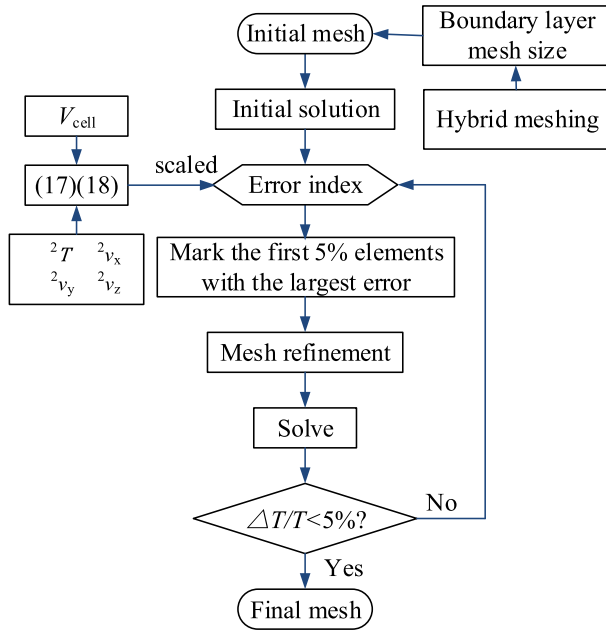 Initial mesh
Boundary layer
mesh size
Hybrid meshing
Initial solution
V_cell
(17)(18)
scaled
Error index
²T ²v_x
²v_y ²v_z
Mark the first 5% elements
with the largest error
Mesh refinement
Solve
△T/T<5%?
No
Yes
Final mesh